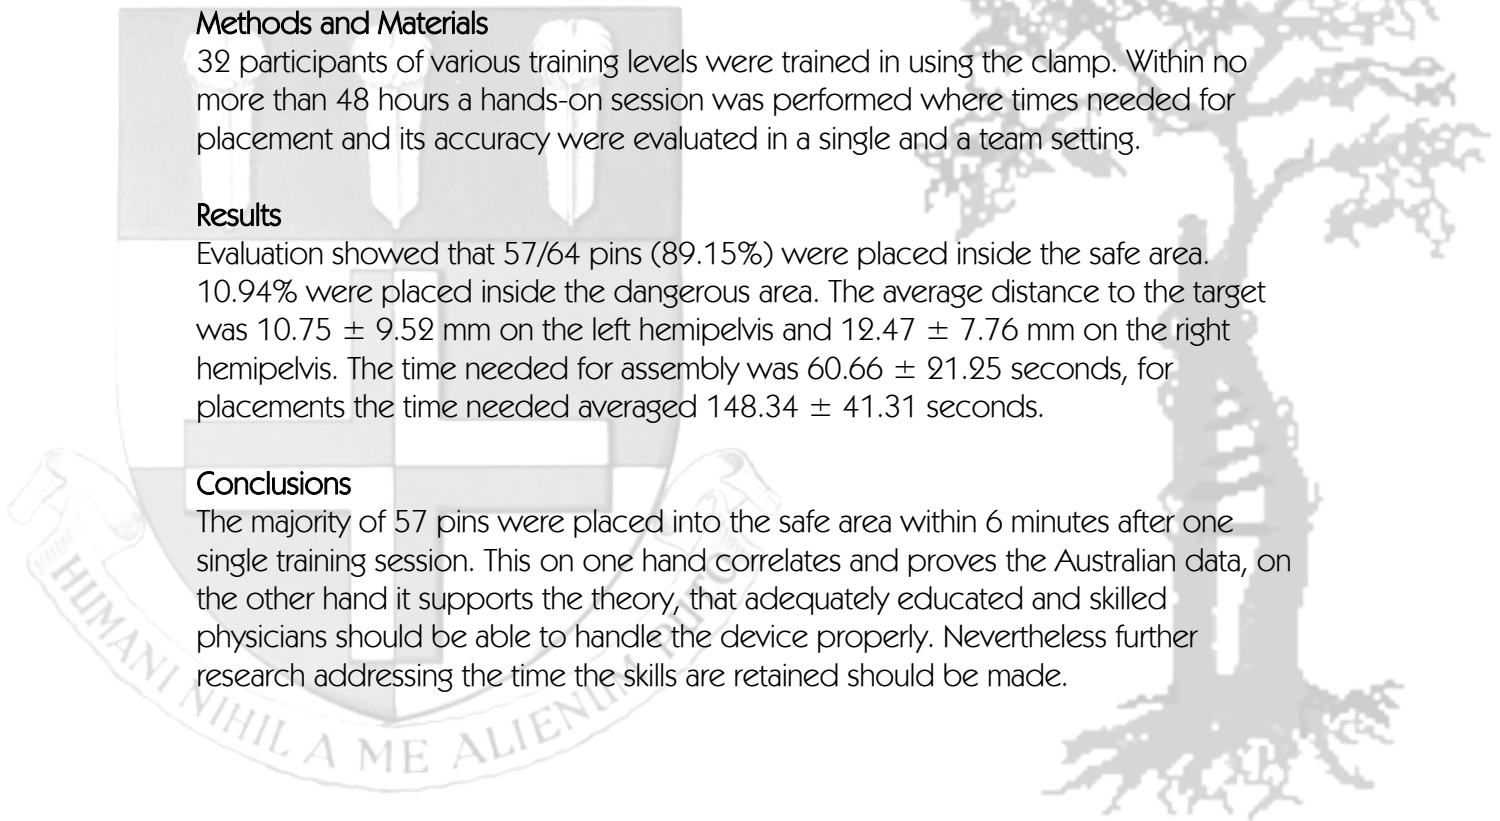 Methods and Materials
32 participants of various training levels were trained in using the clamp. Within no
more than 48 hours a hands-on session was performed where times needed for
placement and its accuracy were evaluated in a single and a team setting.
Results
Evaluation showed that 57/64 pins (89.15%) were placed inside the safe area.
10.94% were placed inside the dangerous area. The average distance to the target
was 10.75 ± 9.52 mm on the left hemipelvis and 12.47 ± 7.76 mm on the right
hemipelvis. The time needed for assembly was 60.66 ± 21.25 seconds, for
placements the time needed averaged 148.34 ± 41.31 seconds.
Conclusions
The majority of 57 pins were placed into the safe area within 6 minutes after one
single training session. This on one hand correlates and proves the Australian data, on
the other hand it supports the theory, that adequately educated and skilled
physicians should be able to handle the device properly. Nevertheless further
research addressing the time the skills are retained should be made.
HUMANI NIHIL A ME ALIENUM PUTO